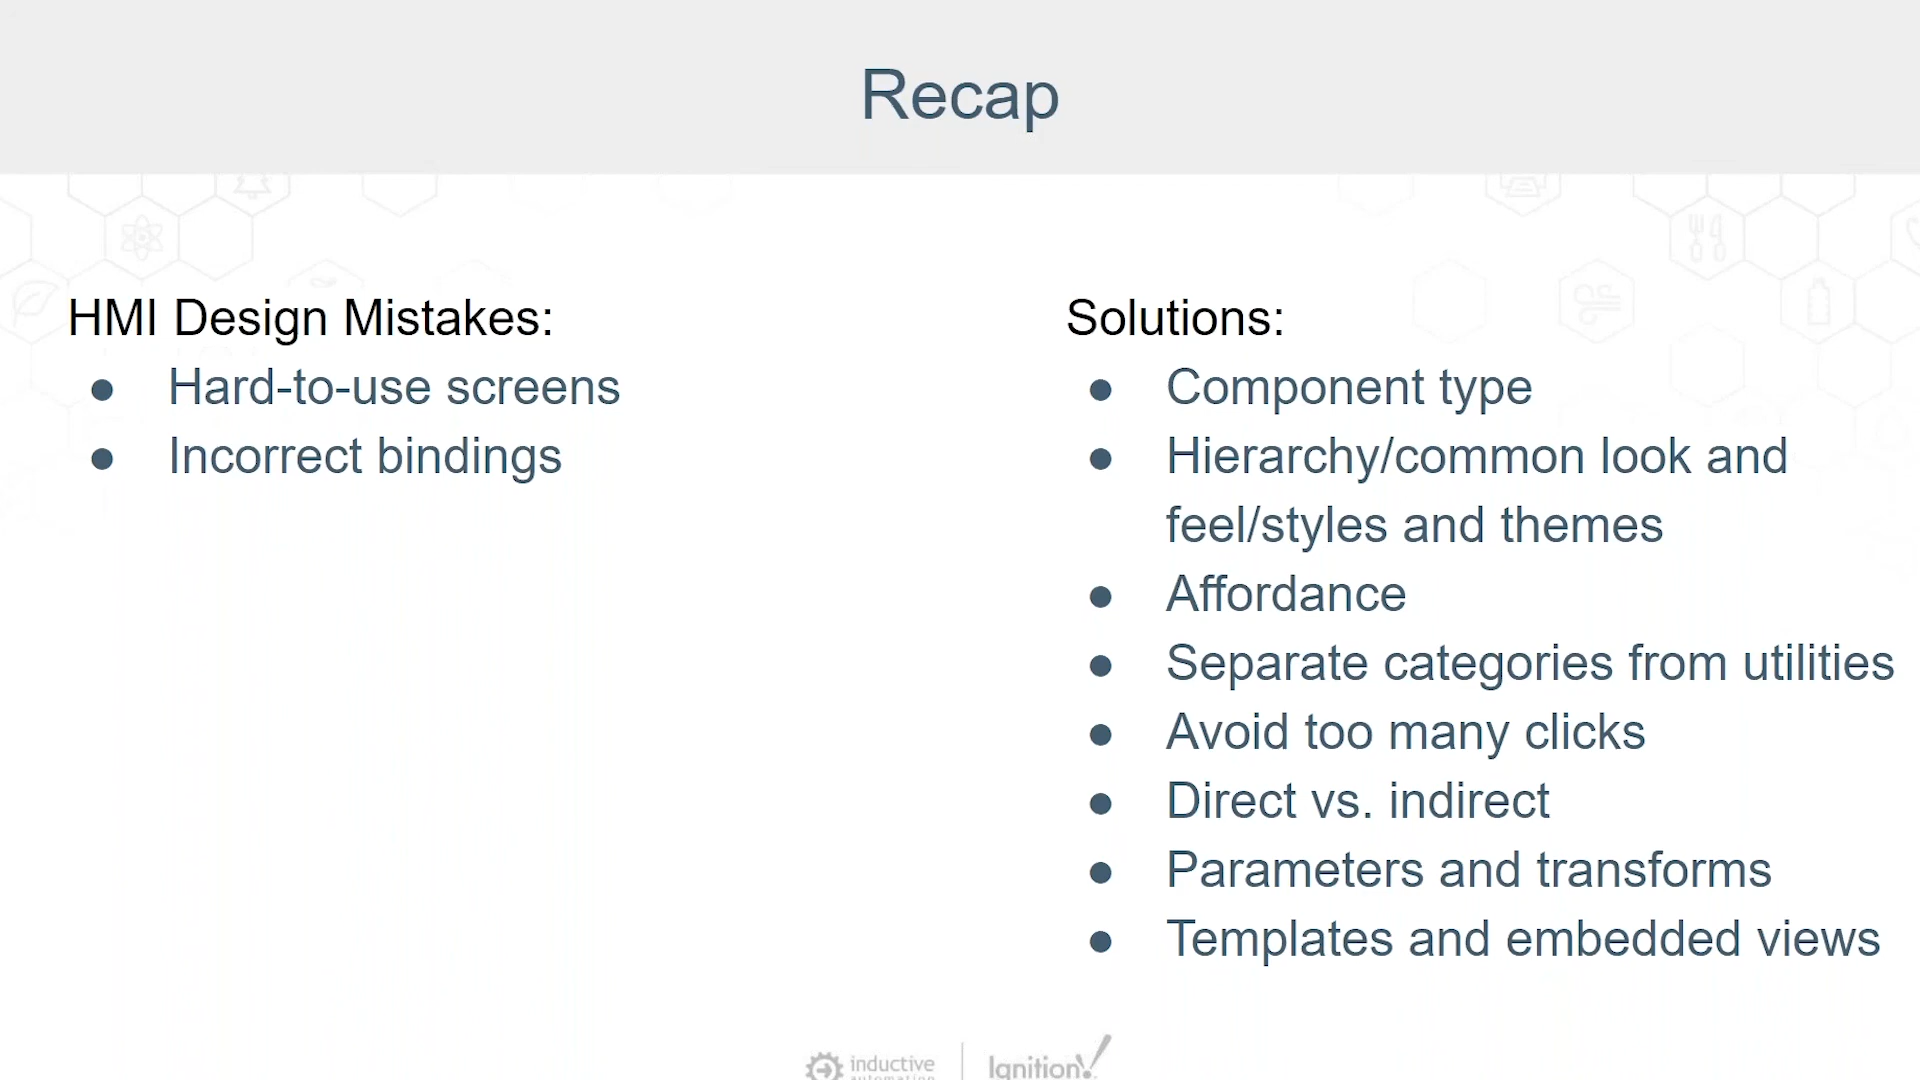 Recap
HMI Design Mistakes:
● Hard-to-use screens
● Incorrect bindings
Solutions:
● Component type
● Hierarchy/common look and
feel/styles and themes
● Affordance
● Separate categories from utilities
● Avoid too many clicks
● Direct vs. indirect
● Parameters and transforms
● Templates and embedded views
inductive
automation
Ignition!